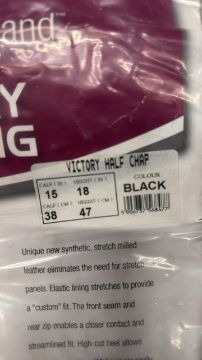 and™
Y
NG
VICTORY HALF CHAP
CALF ( IN ) HEIGHT ( IN ) COLOUR
15 18 BLACK
CALF ( CM ) HEIGHT ( CM )
38 47
Unique new synthetic, stretch milled
leather eliminates the need for stretch
panels. Elastic lining stretches to provide
a "custom" fit. The front seam and
rear zip enables a closer contact and
streamlined fit. High-cut heel allows